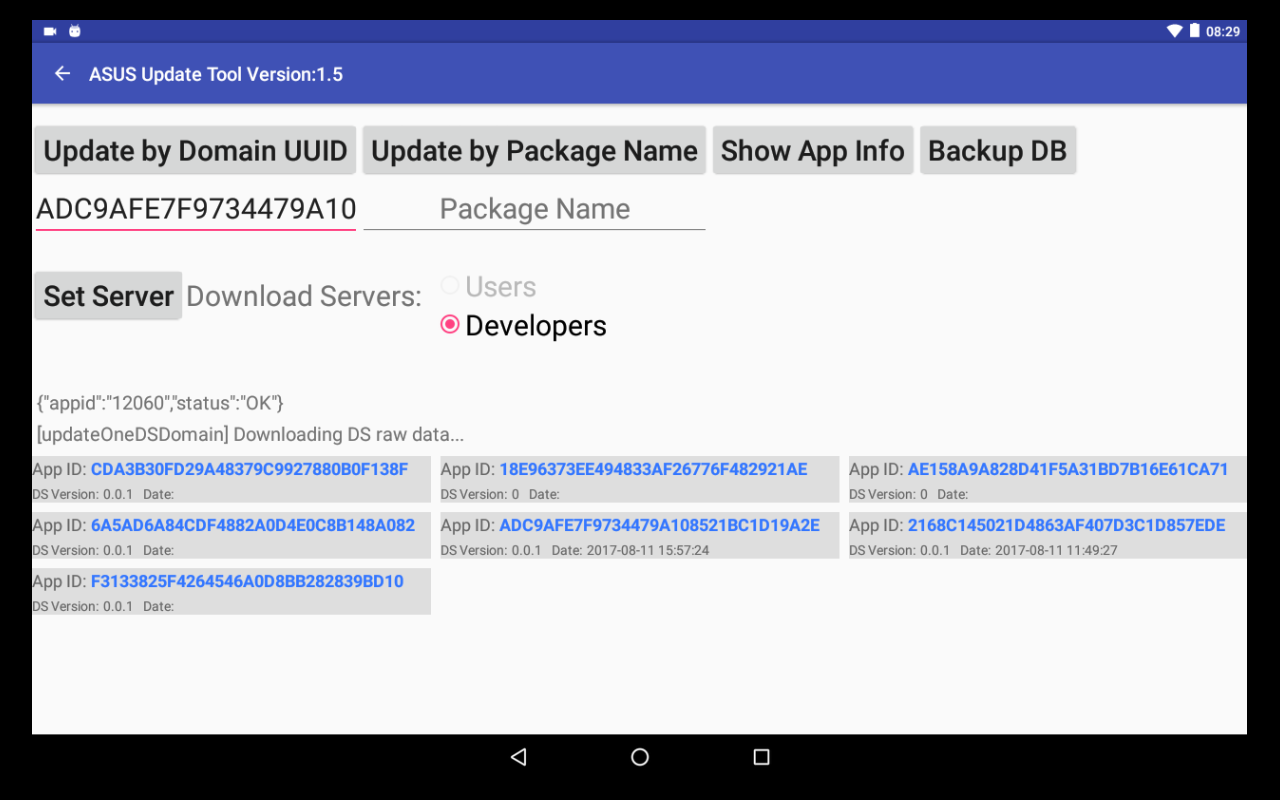 08:29
ASUS Update Tool Version:1.5
Update by Domain UUID Update by Package Name Show App Info Backup DB
ADC9AFE7F9734479A10 Package Name
Set Server Download Servers: Users
Developers
{"appid":"12060","status":"OK"}
[updateOneDSDomain] Downloading DS raw data...
App ID: CDA3B30FD29A48379C9927880B0F138F App ID: 18E96373EE494833AF26776F482921AE App ID: AE158A9A828D41F5A31BD7B16E61CA71
DS Version: 0.0.1 Date: DS Version: 0 Date: DS Version: 0 Date:
App ID: 6A5AD6A84CDF4882A0D4E0C8B148A082 App ID: ADC9AFE7F9734479A108521BC1D19A2E App ID: 2168C145021D4863AF407D3C1D857EDE
DS Version: 0.0.1 Date: DS Version: 0.0.1 Date: 2017-08-11 15:57:24 DS Version: 0.0.1 Date: 2017-08-11 11:49:27
App ID: F3133825F4264546A0D8BB282839BD10
DS Version: 0.0.1 Date: